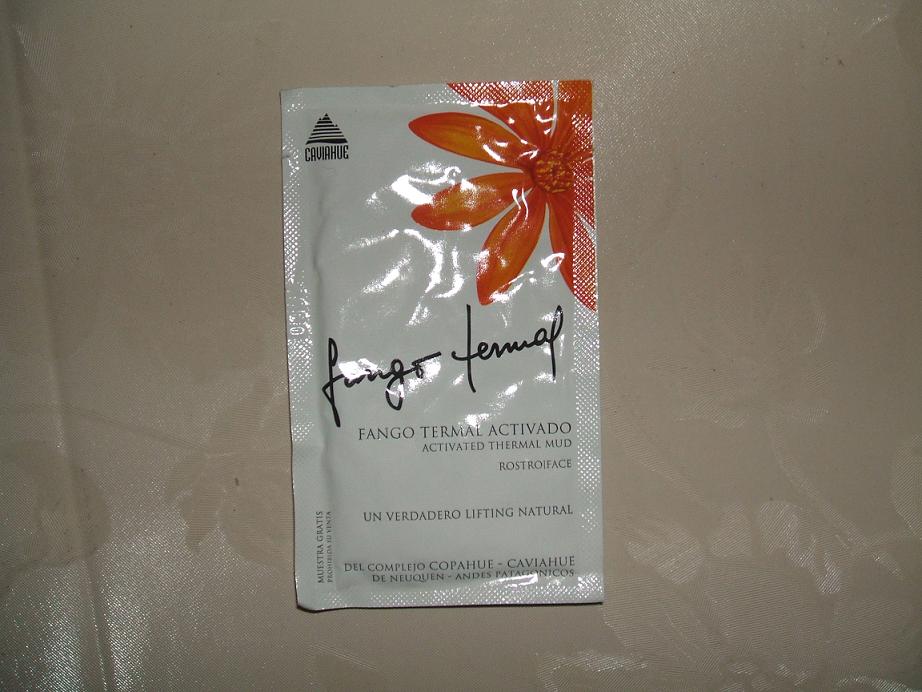 CAVIAHUE
fango termal
FANGO TERMAL ACTIVADO
ACTIVATED THERMAL MUD
ROSTRO|FACE
UN VERDADERO LIFTING NATURAL
DEL COMPLEJO COPAHUE - CAVIAHUE
DE NEUQUEN - ANDES PATAGONICOS
MUESTRA GRATIS
PROHIBIDA SU VENTA